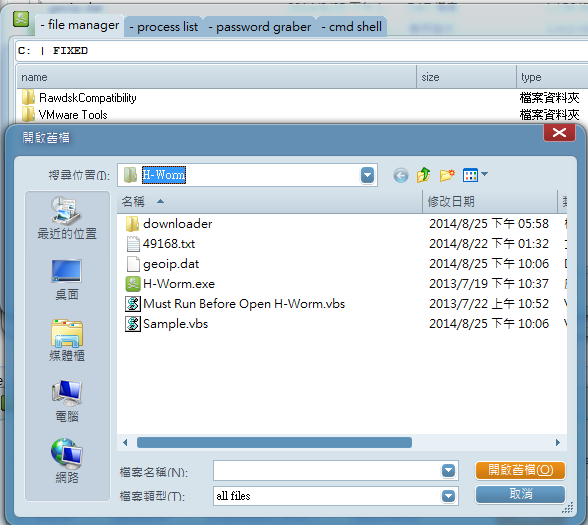 - file manager - process list - password graber - cmd shell
C: | FIXED
name size type
RawdskCompatibility 檔案資料夾
VMware Tools 檔案資料夾
開啟舊檔
搜尋位置(I): H-Worm
名稱 修改日期
downloader 2014/8/25 下午 05:58
49168.txt 2014/8/22 下午 01:32
geoip.dat 2014/8/25 下午 10:06
H-Worm.exe 2013/7/19 下午 10:37
Must Run Before Open H-Worm.vbs 2013/7/22 上午 10:52
Sample.vbs 2014/8/25 下午 10:06
最近的位置
桌面
媒體櫃
電腦
網路
檔案名稱(N): 開啟舊檔(O)
檔案類型(T): all files 取消